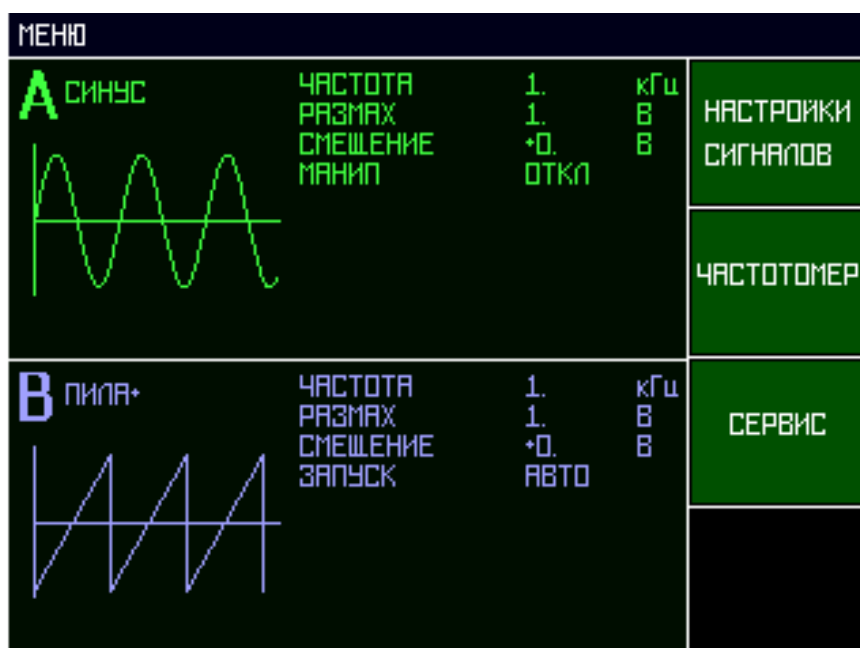 МЕНЮ
A СИНУС
ЧАСТОТА 1. кГц
РАЗМАХ 1. В
СМЕЩЕНИЕ +0. В
МАНИП ОТКЛ
B ПИЛА+
ЧАСТОТА 1. кГц
РАЗМАХ 1. В
СМЕЩЕНИЕ +0. В
ЗАПУСК АВТО
НАСТРОЙКИ
СИГНАЛОВ
ЧАСТОТОМЕР
СЕРВИС